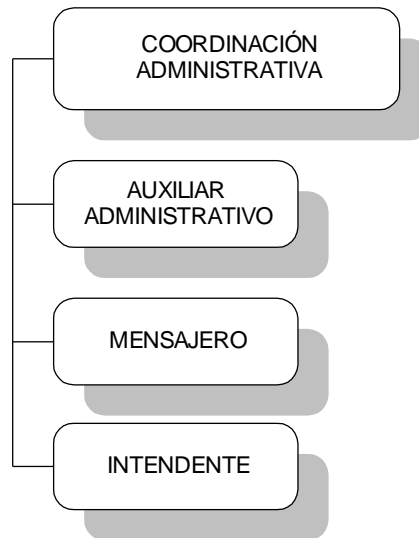 COORDINACIÓN
ADMINISTRATIVA
AUXILIAR
ADMINISTRATIVO
MENSAJERO
INTENDENTE